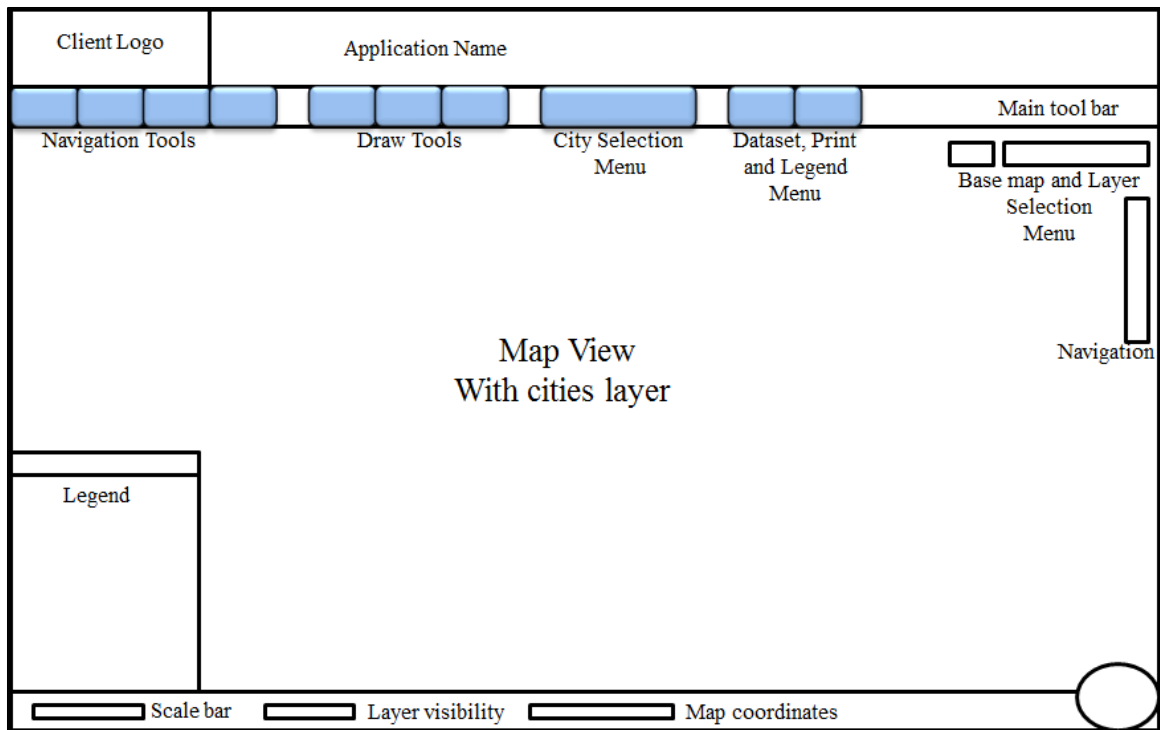 Client Logo
Application Name
Main tool bar
Navigation Tools
Draw Tools
City Selection
Menu
Dataset, Print
and Legend
Menu
Base map and Layer
Selection
Menu
Navigation
Map View
With cities layer
Legend
Scale bar
Layer visibility
Map coordinates